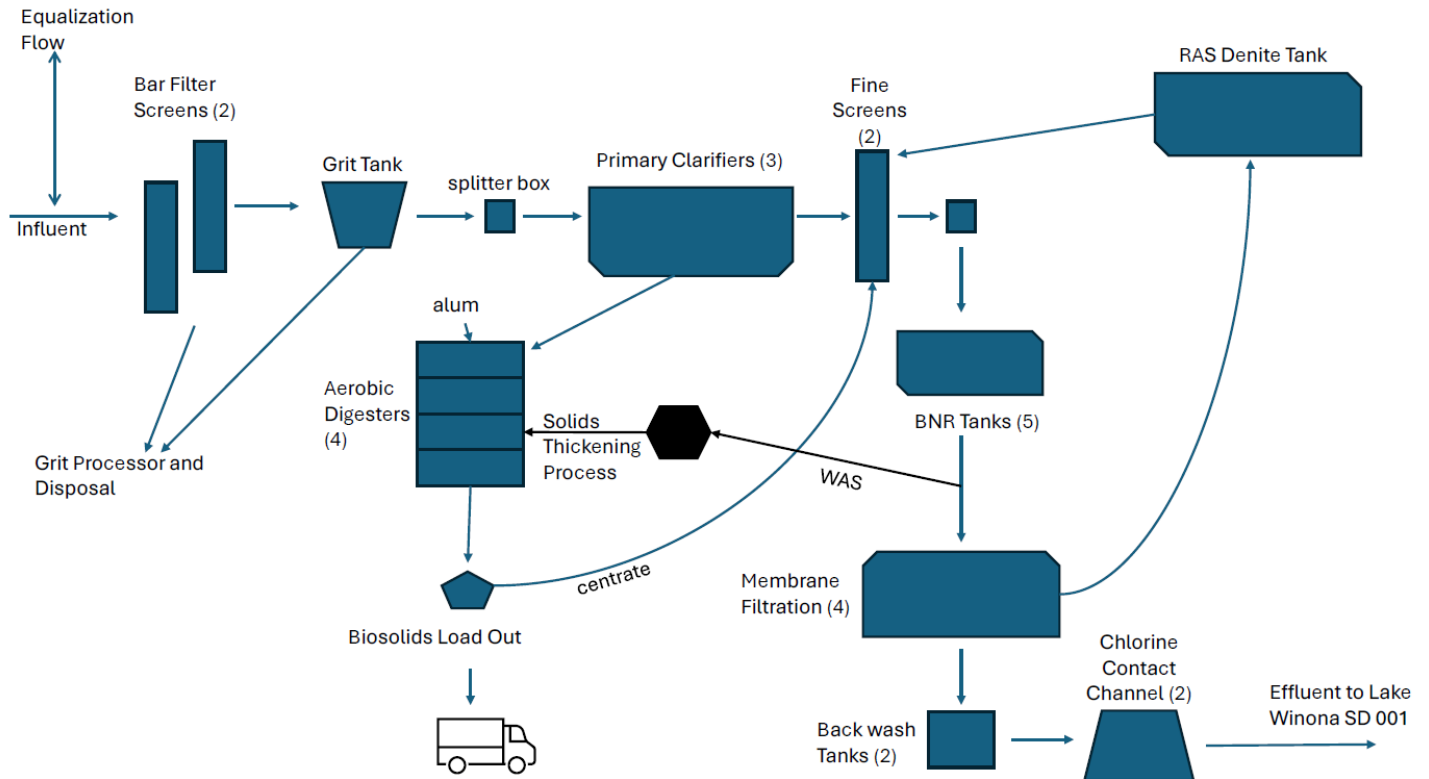 Equalization
Flow
Influent
Bar Filter
Screens (2)
Grit Tank
splitter box
Primary Clarifiers (3)
Fine
Screens
(2)
RAS Denite Tank
alum
Aerobic
Digesters
(4)
Solids
Thickening
Process
WAS
BNR Tanks (5)
Grit Processor and
Disposal
centrate
Biosolids Load Out
Membrane
Filtration (4)
Back wash
Tanks (2)
Chlorine
Contact
Channel (2)
Effluent to Lake
Winona SD 001